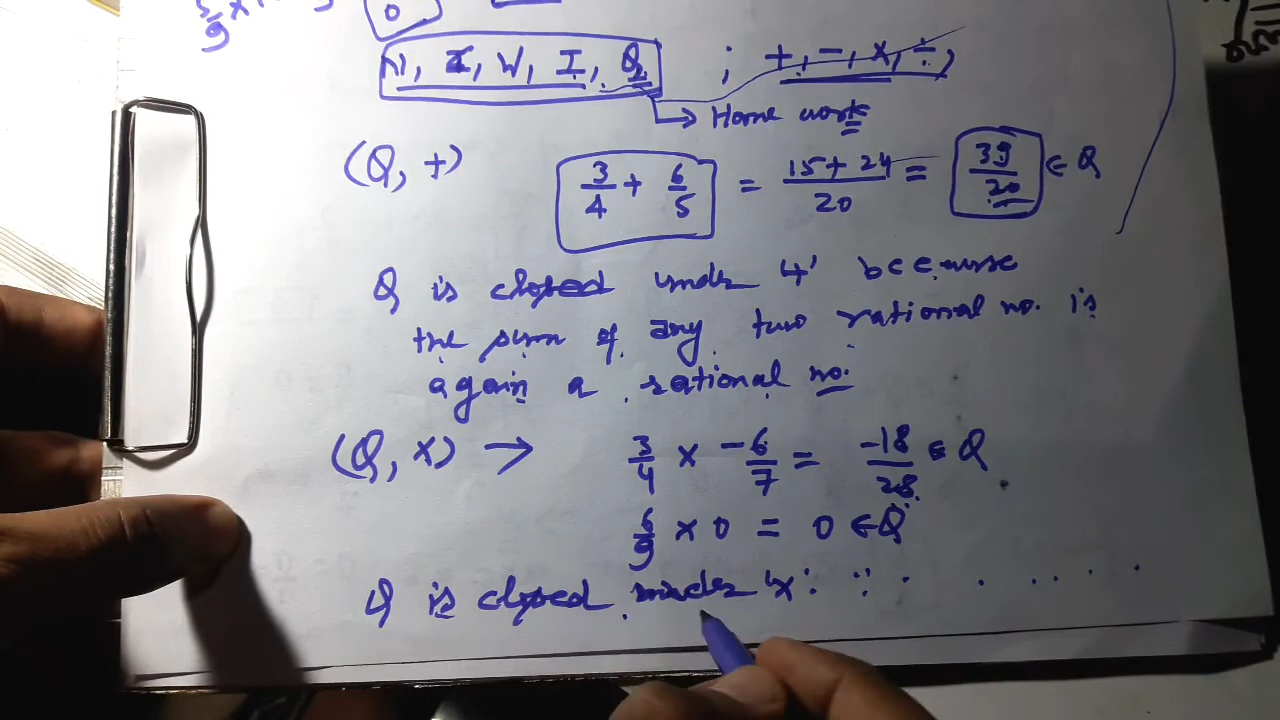 0
N, Z, W, I, Q ; +, -, ×, ÷,
→ Home work
(Q, +) 3/4 + 6/5 = 15+24/20 = 39/20 ∈ Q
Q is closed under '+' because
the sum of any two rational no. is
again a rational no.
(Q, ×) → 3/4 × -6/7 = -18/28 ∈ Q
6/9 × 0 = 0 ∈ Q
Q is closed under '×' ∵ . . . . . .